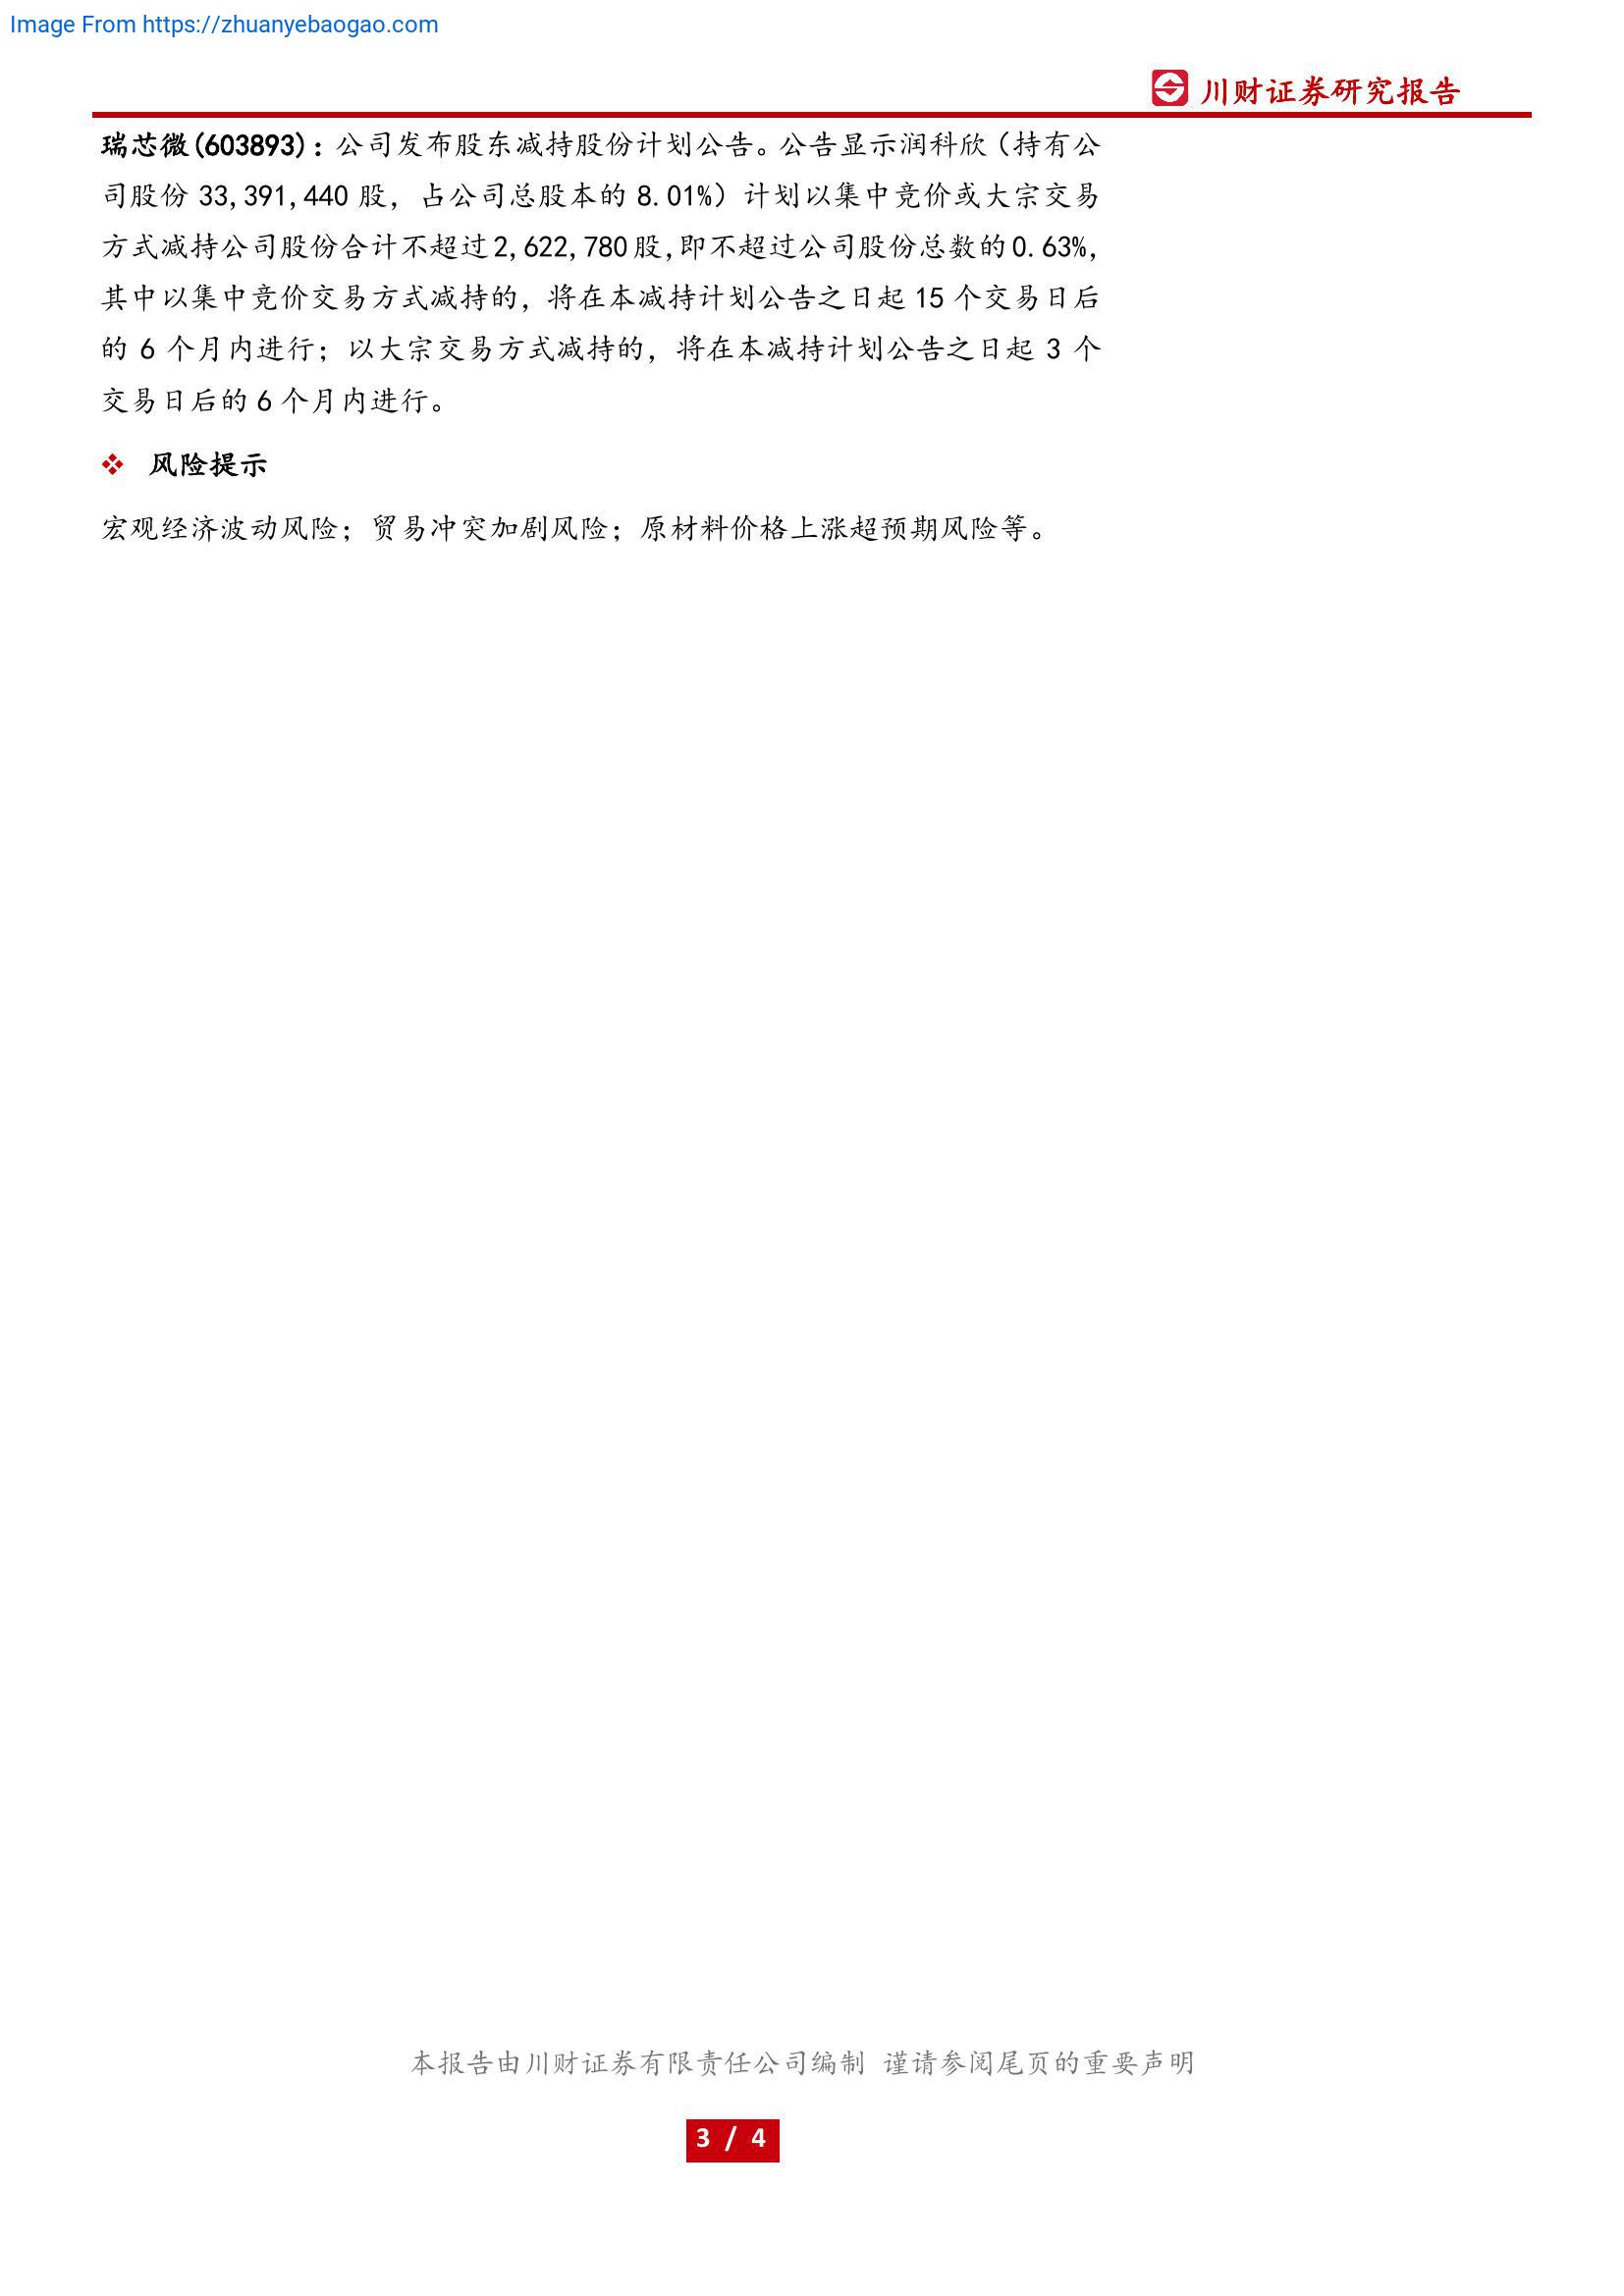 Image From https://zhuanyebaogao.com
川财证券研究报告
瑞芯微(603893)：公司发布股东减持股份计划公告。公告显示润科欣（持有公
司股份 33,391,440 股，占公司总股本的 8.01%）计划以集中竞价或大宗交易
方式减持公司股份合计不超过2,622,780股,即不超过公司股份总数的0.63%，
其中以集中竞价交易方式减持的，将在本减持计划公告之日起 15 个交易日后
的 6 个月内进行；以大宗交易方式减持的，将在本减持计划公告之日起 3 个
交易日后的 6 个月内进行。
❖ 风险提示
宏观经济波动风险；贸易冲突加剧风险；原材料价格上涨超预期风险等。
本报告由川财证券有限责任公司编制 谨请参阅尾页的重要声明
3 / 4